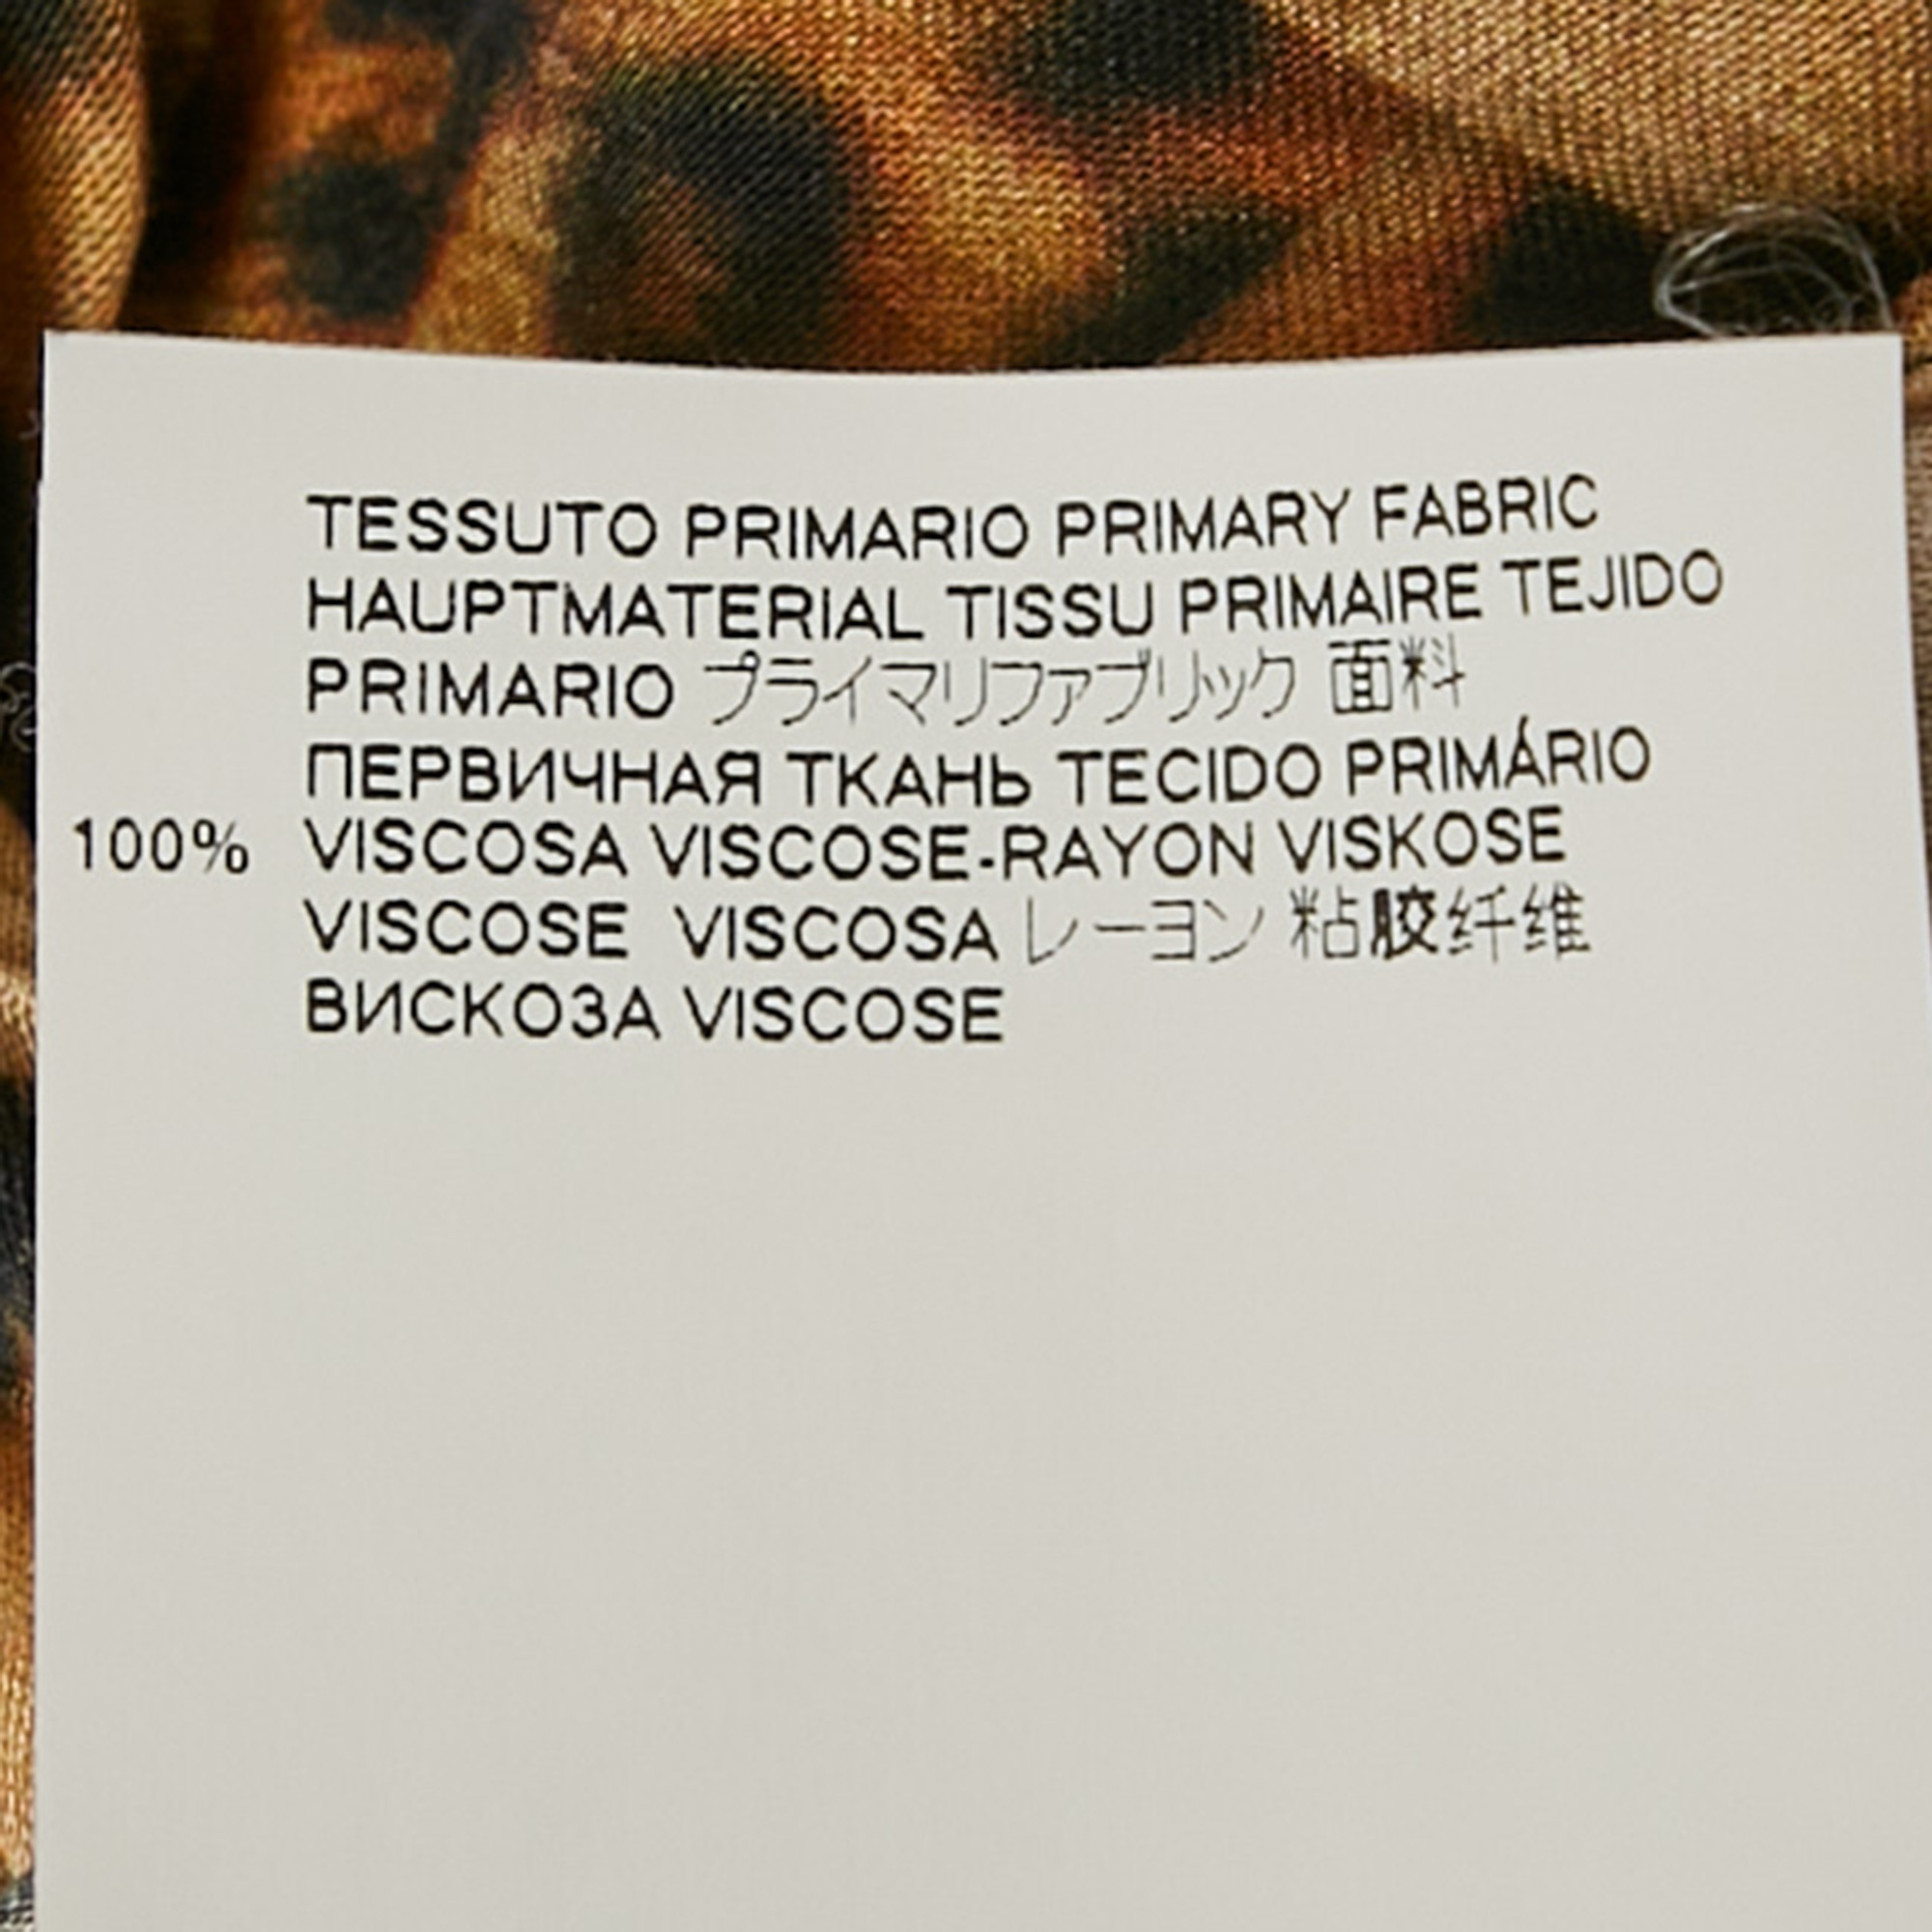 TESSUTO PRIMARIO PRIMARY FABRIC
HAUPTMATERIAL TISSU PRIMAIRE TEJIDO
PRIMARIO プライマリファブリック 面料
ПЕРВИЧНАЯ ТКАНЬ TECIDO PRIMÁRIO
100% VISCOSA VISCOSE-RAYON VISKOSE
VISCOSE VISCOSA レーヨン 粘胶纤维
ВИСКОЗА VISCOSE